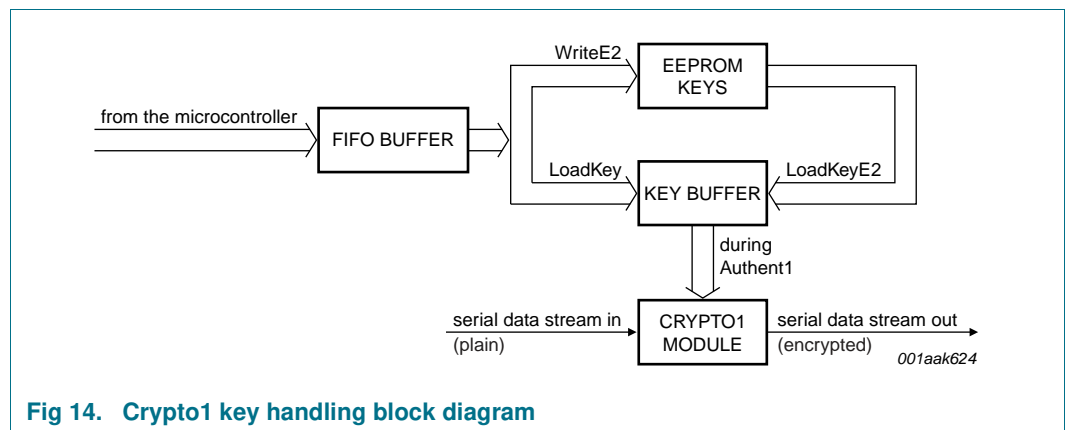 WriteE2
EEPROM
KEYS
from the microcontroller
FIFO BUFFER
LoadKey
LoadKeyE2
KEY BUFFER
during
Authent1
serial data stream in
(plain)
CRYPTO1
MODULE
serial data stream out
(encrypted)
001aak624
Fig 14. Crypto1 key handling block diagram